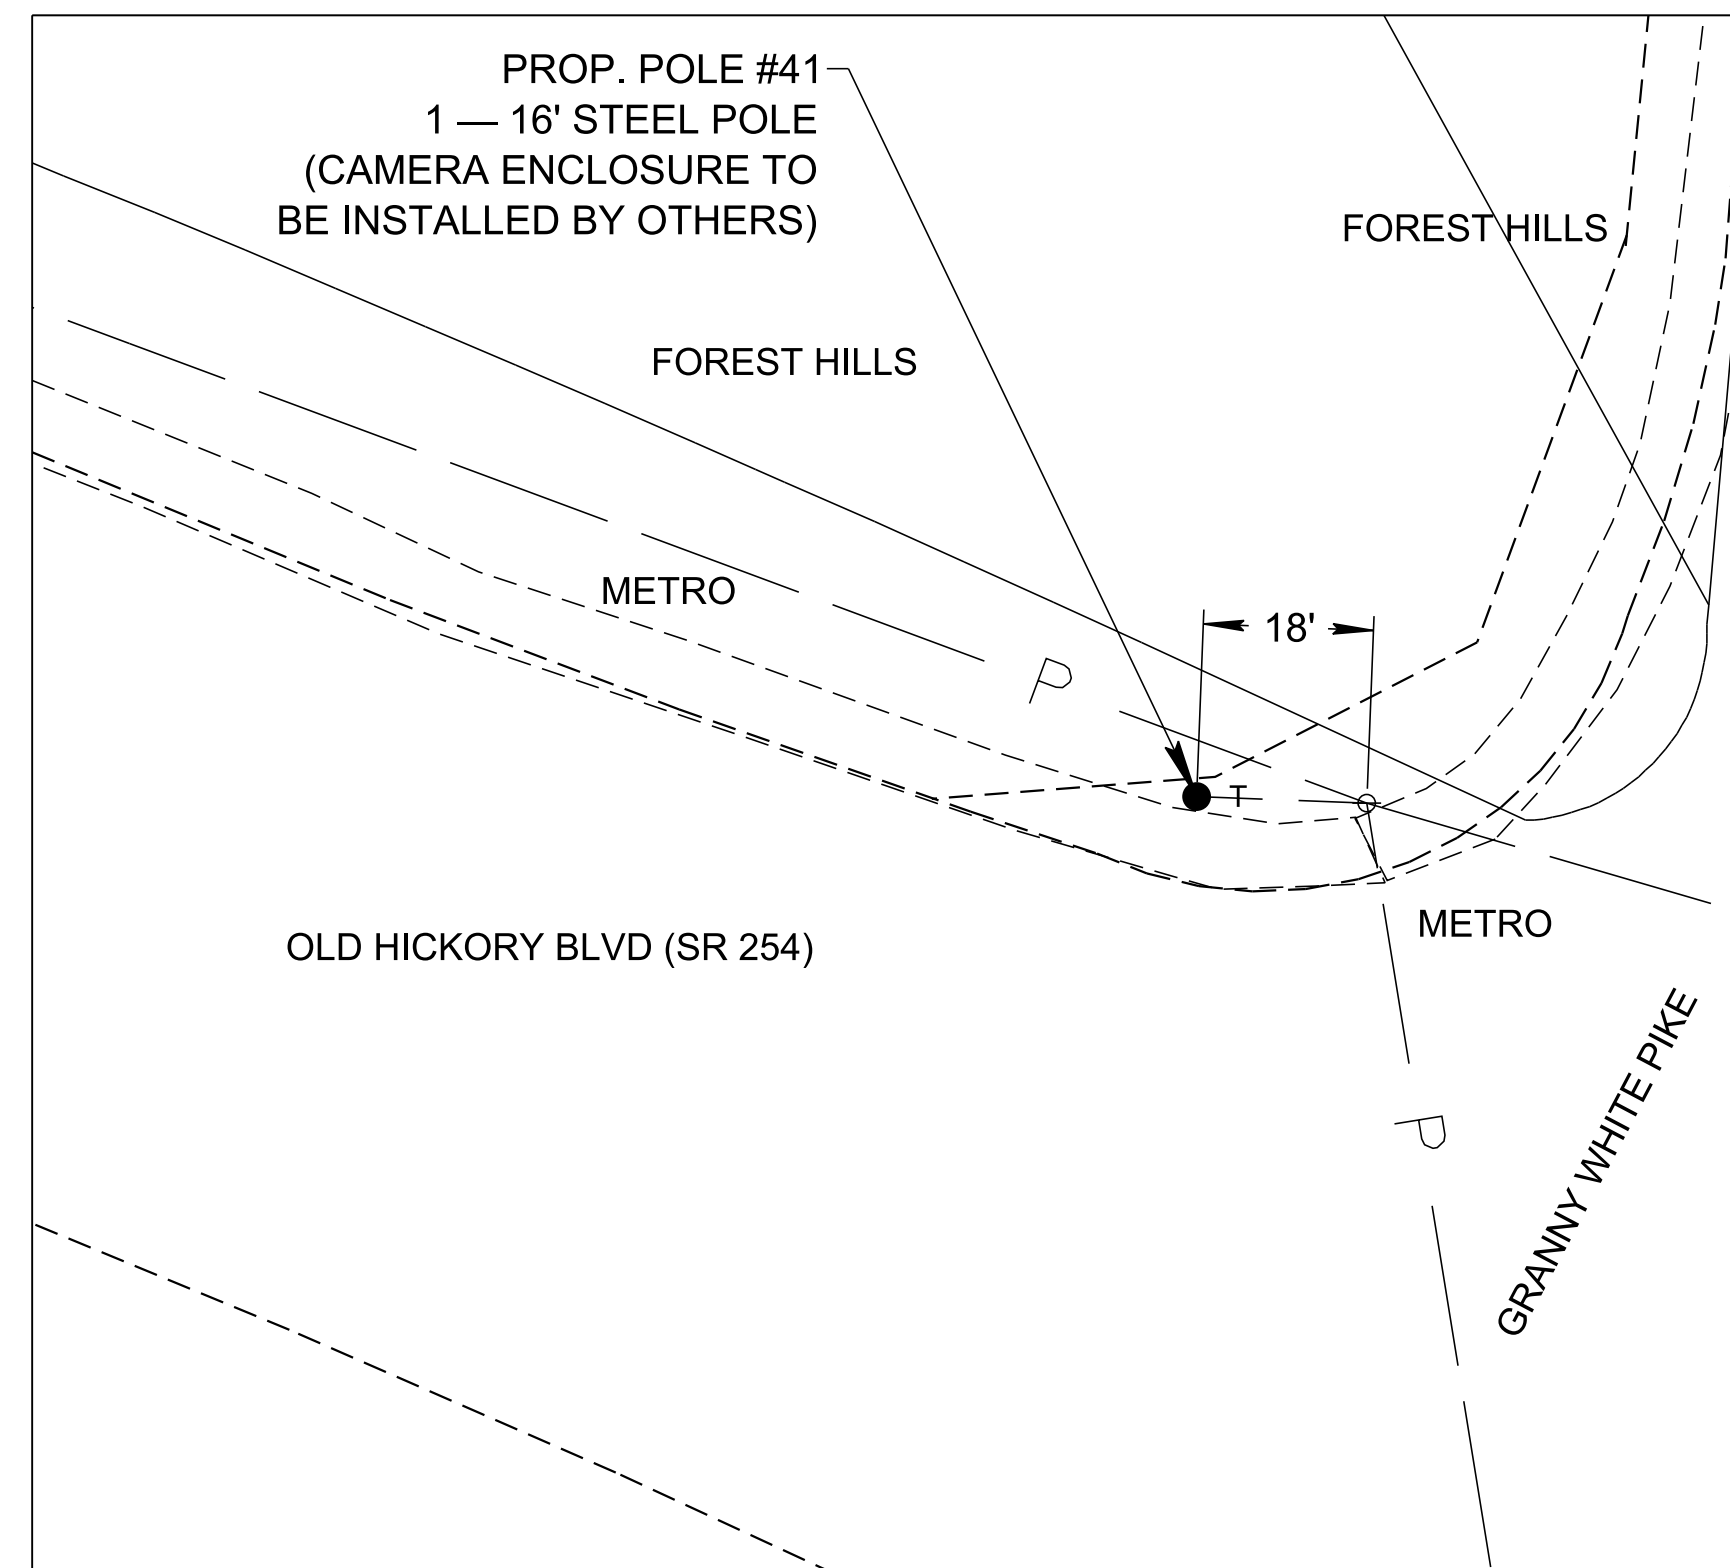 PROP. POLE #41
1 — 16' STEEL POLE
(CAMERA ENCLOSURE TO
BE INSTALLED BY OTHERS)
FOREST HILLS
FOREST HILLS
METRO
18'
P
T
METRO
OLD HICKORY BLVD (SR 254)
GRANNY WHITE PIKE
P